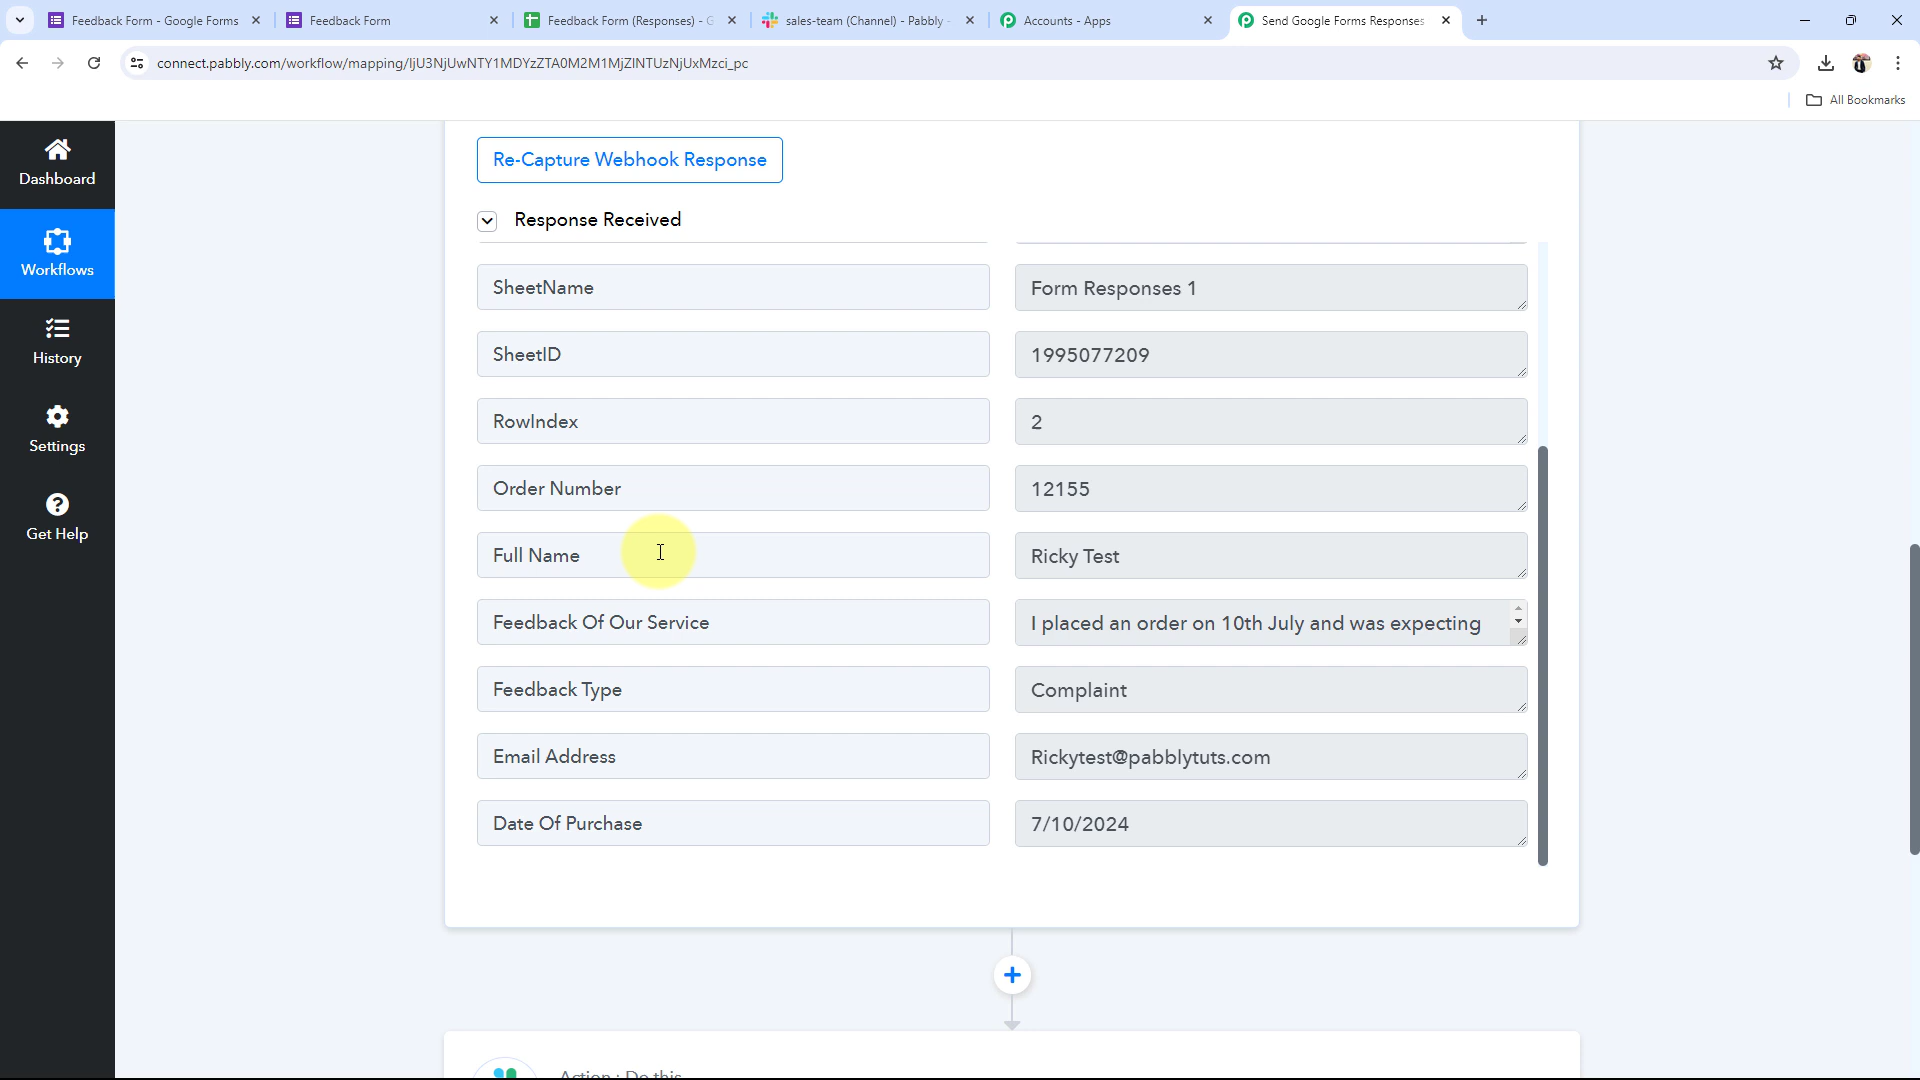 Feedback Form - Google Forms
Feedback Form
Feedback Form (Responses) - G
sales-team (Channel) - Pabbly -
Accounts - Apps
Send Google Forms Responses
connect.pabbly.com/workflow/mapping/IjU3NjUwNTY1MDYzZTA0M2M1MjZlNTUzNjUxMzci_pc
All Bookmarks
Dashboard
Workflows
History
Settings
Get Help
Re-Capture Webhook Response
Response Received
SheetName
Form Responses 1
SheetID
1995077209
RowIndex
2
Order Number
12155
Full Name
Ricky Test
Feedback Of Our Service
I placed an order on 10th July and was expecting
Feedback Type
Complaint
Email Address
Rickytest@pabblytuts.com
Date Of Purchase
7/10/2024
Action : Do this